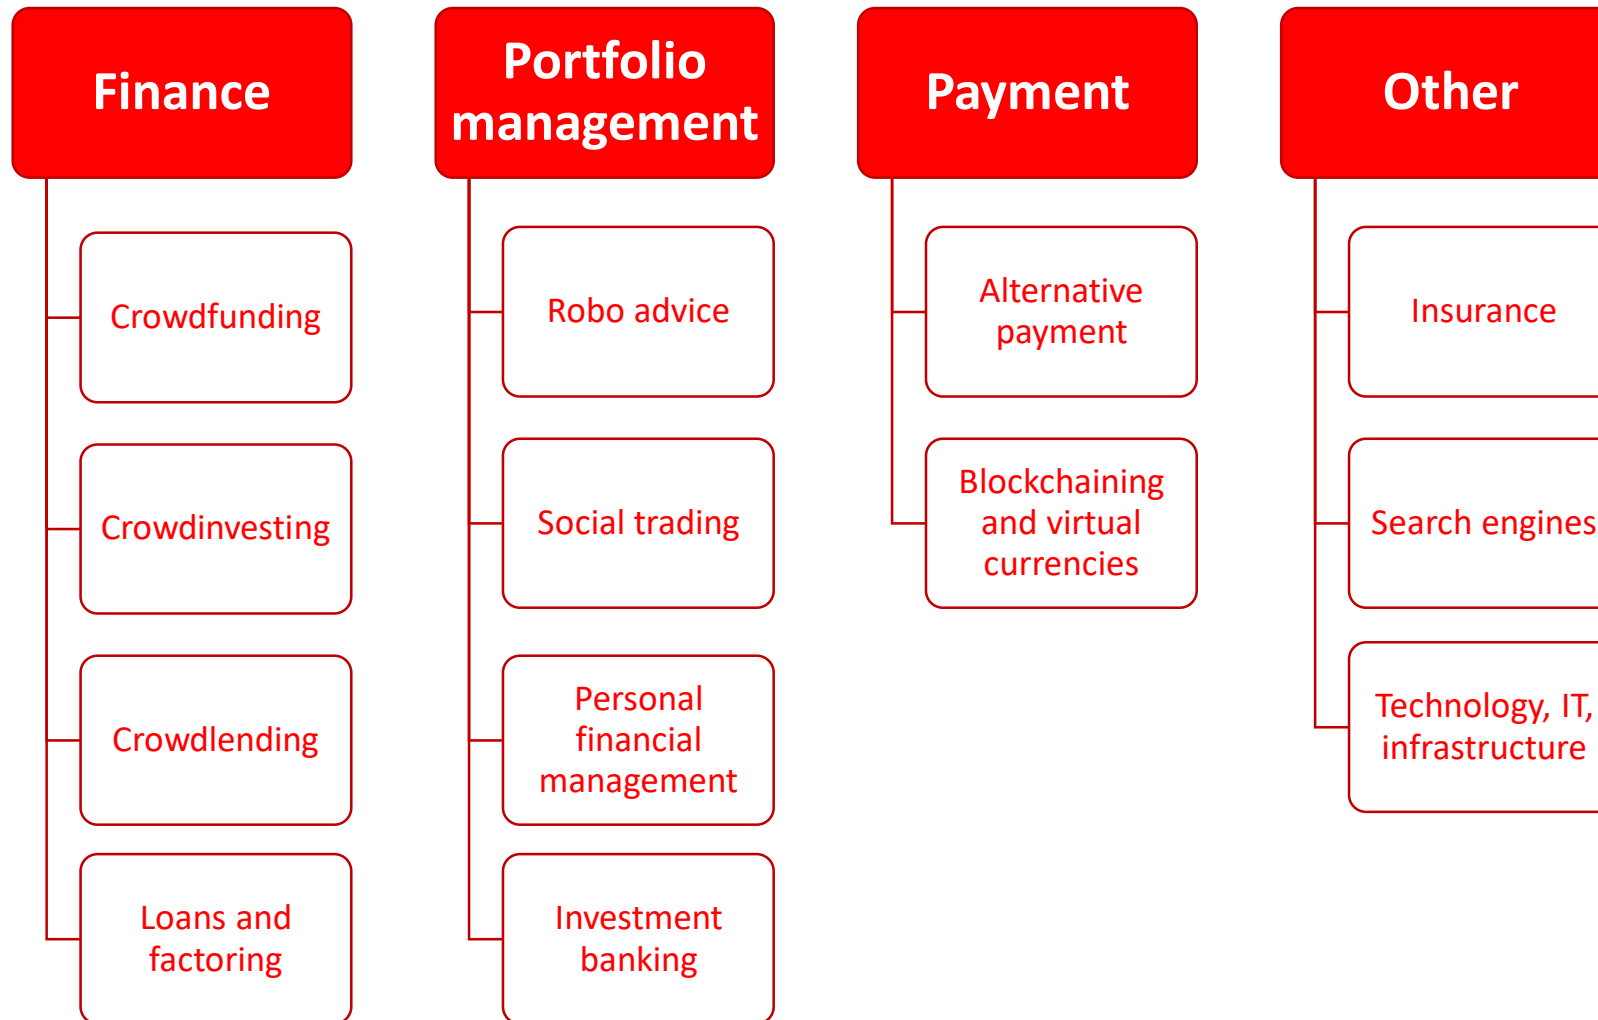 Finance
Crowdfunding
Crowdinvesting
Crowdlending
Loans and
factoring
Portfolio
management
Robo advice
Social trading
Personal
financial
management
Investment
banking
Payment
Alternative
payment
Blockchaining
and virtual
currencies
Other
Insurance
Search engines
Technology, IT,
infrastructure